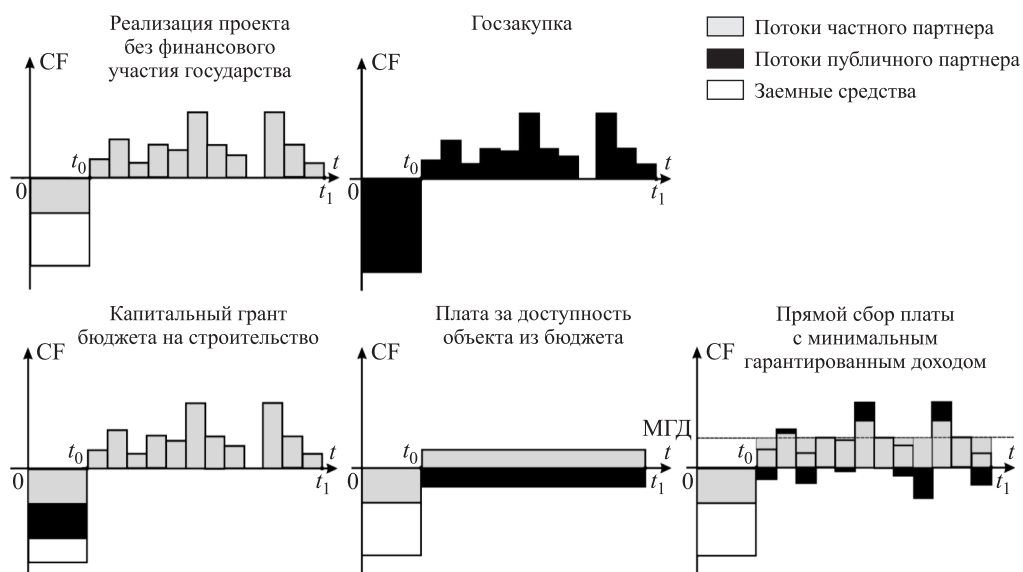 Реализация проекта
без финансового
участия государства
CF
t0
t
0
t1
Госзакупка
CF
t0
t
0
t1
Потоки частного партнера
Потоки публичного партнера
Заемные средства
Капитальный грант
бюджета на строительство
CF
t0
t
0
t1
Плата за доступность
объекта из бюджета
CF
t0
t
0
t1
Прямой сбор платы
с минимальным
гарантированным доходом
CF
МГД
t0
t
0
t1